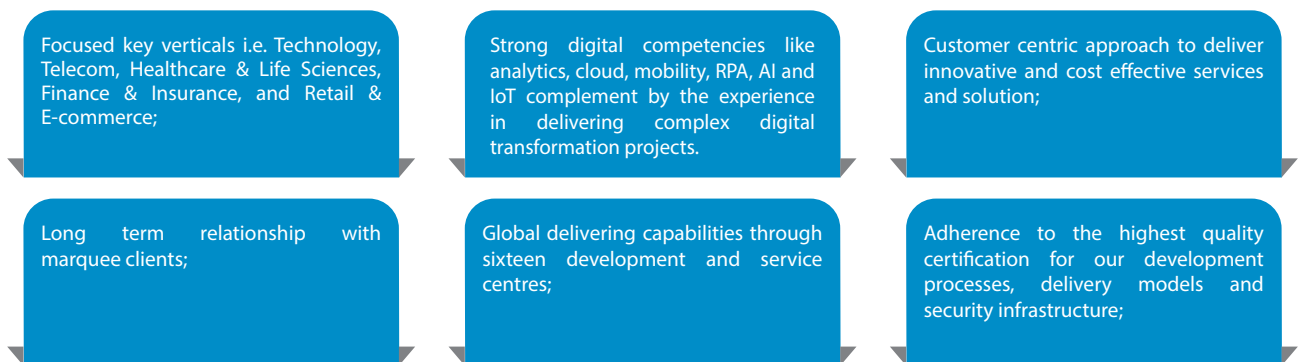 Focused key verticals i.e. Technology,
Telecom, Healthcare & Life Sciences,
Finance & Insurance, and Retail &
E-commerce;
Strong digital competencies like
analytics, cloud, mobility, RPA, AI and
IoT complement by the experience
in delivering complex digital
transformation projects.
Customer centric approach to deliver
innovative and cost effective services
and solution;
Long term relationship with
marquee clients;
Global delivering capabilities through
sixteen development and service
centres;
Adherence to the highest quality
certification for our development
processes, delivery models and
security infrastructure;